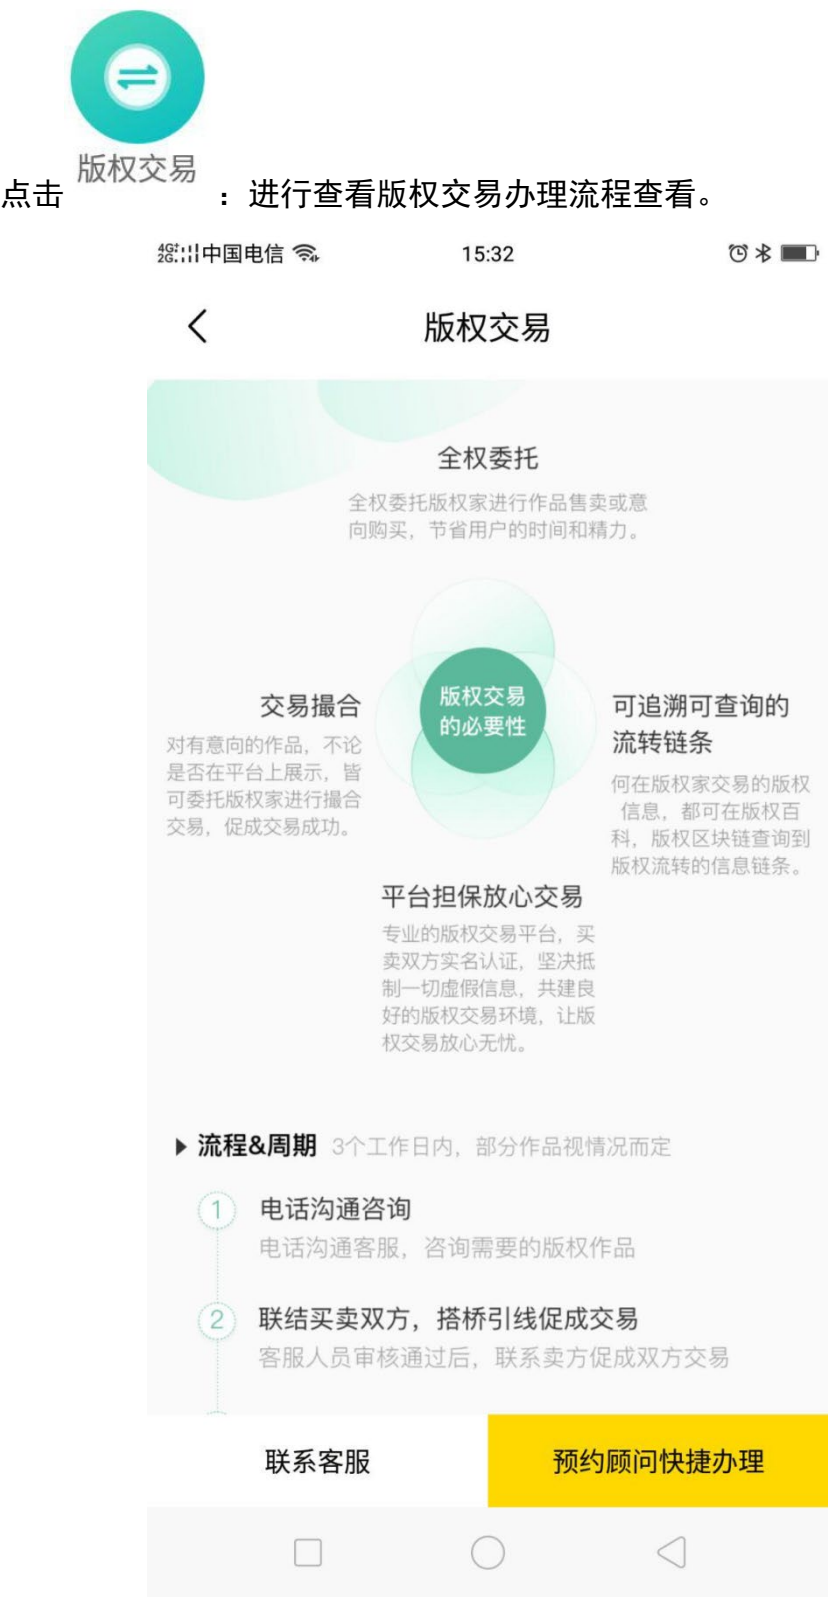 版权交易
点击 ：进行查看版权交易办理流程查看。
4G+ 2G 中国电信 15:32
版权交易
全权委托
全权委托版权家进行作品售卖或意
向购买，节省用户的时间和精力。
版权交易
的必要性
交易撮合
对有意向的作品，不论
是否在平台上展示，皆
可委托版权家进行撮合
交易，促成交易成功。
可追溯可查询的
流转链条
何在版权家交易的版权
信息，都可在版权百
科，版权区块链查询到
版权流转的信息链条。
平台担保放心交易
专业的版权交易平台，买
卖双方实名认证，坚决抵
制一切虚假信息，共建良
好的版权交易环境，让版
权交易放心无忧。
流程&周期 3个工作日内，部分作品视情况而定
1 电话沟通咨询
电话沟通客服，咨询需要的版权作品
2 联结买卖双方，搭桥引线促成交易
客服人员审核通过后，联系卖方促成双方交易
联系客服 预约顾问快捷办理